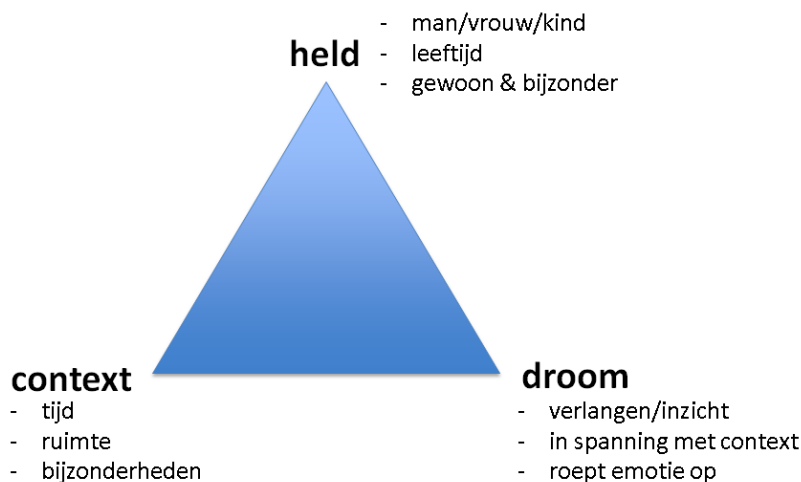 held
- man/vrouw/kind
- leeftijd
- gewoon & bijzonder
context
- tijd
- ruimte
- bijzonderheden
droom
- verlangen/inzicht
- in spanning met context
- roept emotie op